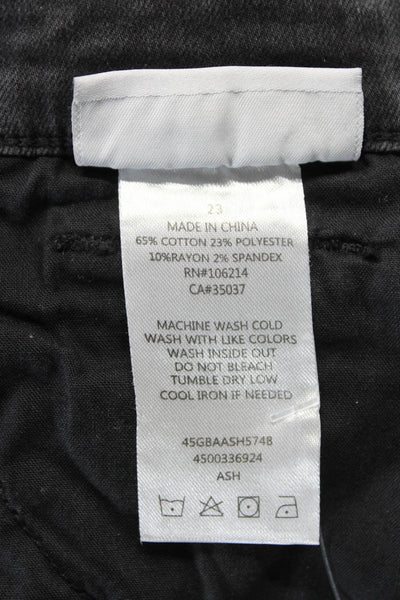 23
MADE IN CHINA
65% COTTON 23% POLYESTER
10%RAYON 2% SPANDEX
RN#106214
CA#35037
MACHINE WASH COLD
WASH WITH LIKE COLORS
WASH INSIDE OUT
DO NOT BLEACH
TUMBLE DRY LOW
COOL IRON IF NEEDED
45GBAASH574B
4500336924
ASH